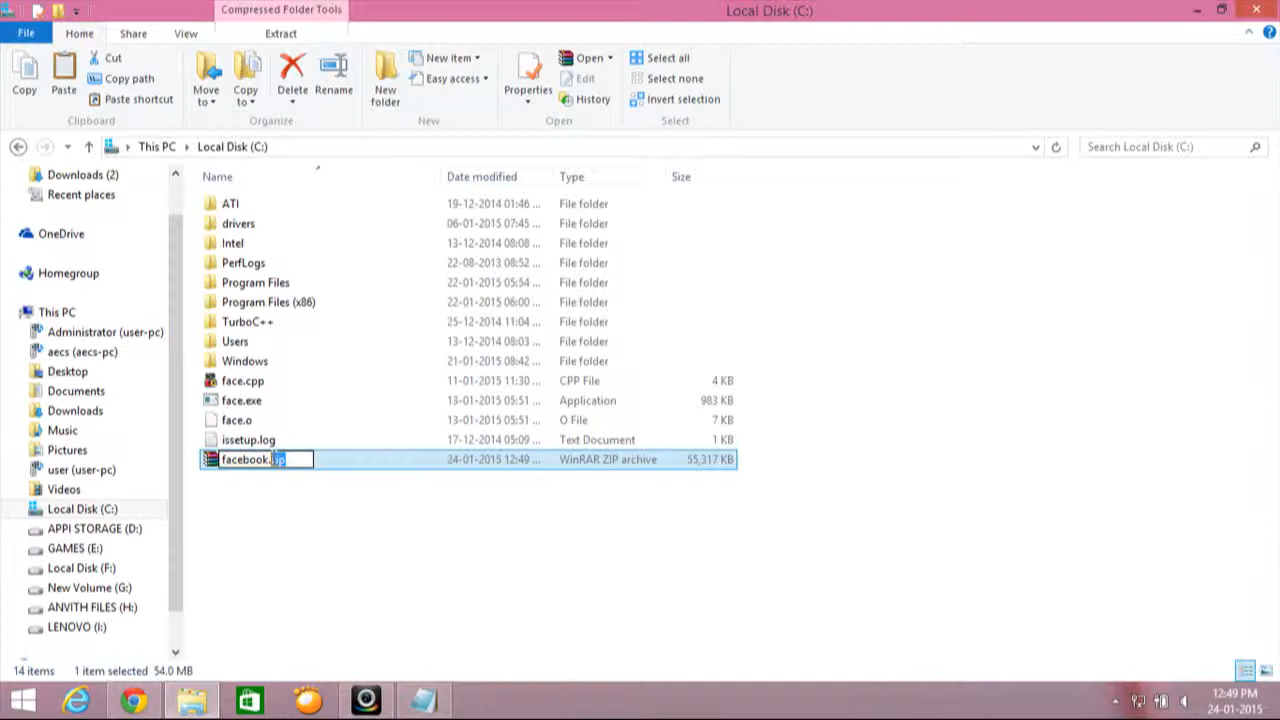 Compressed Folder Tools
Local Disk (C:)
File Home Share View Extract
Copy
Paste
Cut
Copy path
Paste shortcut
Clipboard
Move to
Copy to
Delete
Rename
Organize
New folder
New item
Easy access
New
Properties
Open
Edit
History
Open
Select all
Select none
Invert selection
Select
This PC Local Disk (C:)
Search Local Disk (C:)
Downloads (2)
Recent places
OneDrive
Homegroup
This PC
Administrator (user-pc)
aecs (aecs-pc)
Desktop
Documents
Downloads
Music
Pictures
user (user-pc)
Videos
Local Disk (C:)
APPI STORAGE (D:)
GAMES (E:)
Local Disk (F:)
New Volume (G:)
ANVITH FILES (H:)
LENOVO (I:)
Name Date modified Type Size
ATI 19-12-2014 01:46 ... File folder
drivers 06-01-2015 07:45 ... File folder
Intel 13-12-2014 08:08 ... File folder
PerfLogs 22-08-2013 08:52 ... File folder
Program Files 22-01-2015 05:54 ... File folder
Program Files (x86) 22-01-2015 06:00 ... File folder
TurboC++ 25-12-2014 11:04 ... File folder
Users 13-12-2014 08:03 ... File folder
Windows 21-01-2015 08:42 ... File folder
face.cpp 11-01-2015 11:30 ... CPP File 4 KB
face.exe 13-01-2015 05:51 ... Application 983 KB
face.o 13-01-2015 05:51 ... O File 7 KB
issetup.log 17-12-2014 05:09 ... Text Document 1 KB
facebook. 24-01-2015 12:49 ... WinRAR ZIP archive 55,317 KB
14 items 1 item selected 54.0 MB
12:49 PM
24-01-2015